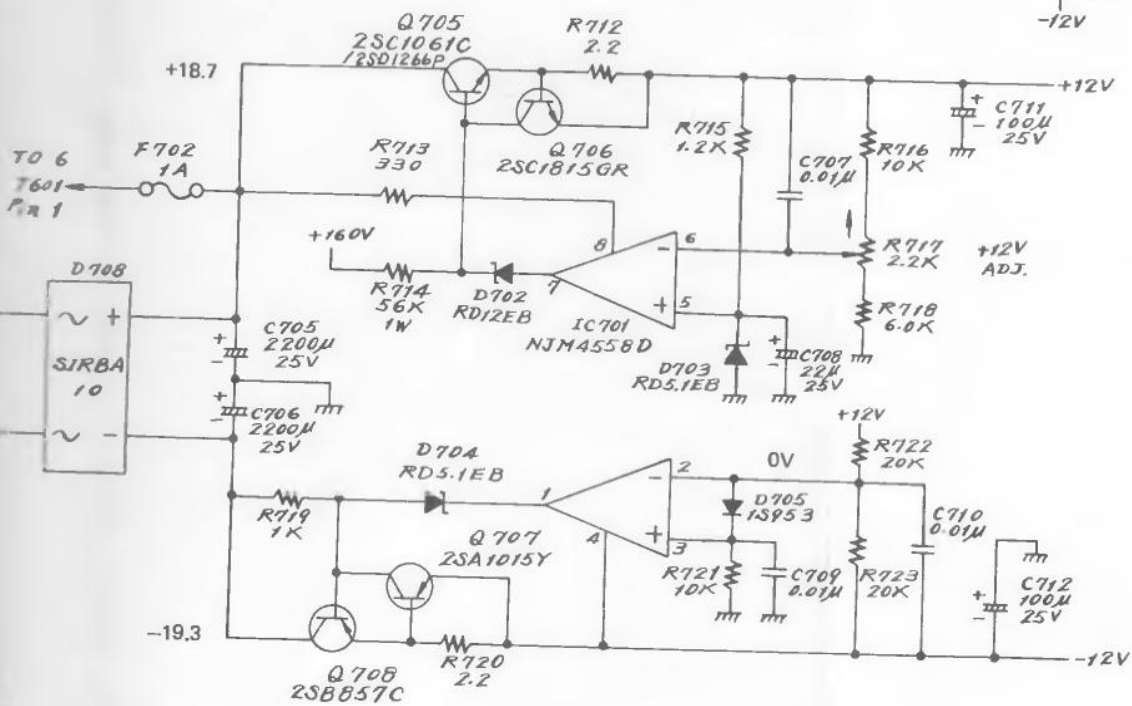 -12V
Q705
2SC1061C
/2SD1266P
R712
2.2
+18.7
+12V
Q706
2SC1815GR
R713
330
R715
1.2K
C707
0.01µ
R716
10K
+
-
C711
100µ
25V
TO 6
T601
Pin 1
F702
1A
+160V
R714
56K
1W
D702
RD12EB
8
7
6
-
5
+
IC701
NJM4558D
R717
2.2K
+12V
ADJ.
R718
6.0K
D703
RD5.1EB
+
-
C708
22µ
25V
D708
~ +
SIRBA
10
~ -
+
-
C705
2200µ
25V
+
-
C706
2200µ
25V
D704
RD5.1EB
1
4
2
-
3
+
0V
+12V
R722
20K
D705
1S953
R719
1K
Q707
2SA1015Y
R721
10K
C709
0.01µ
R723
20K
C710
0.01µ
+
-
C712
100µ
25V
-19.3
R720
2.2
-12V
Q708
2SB857C